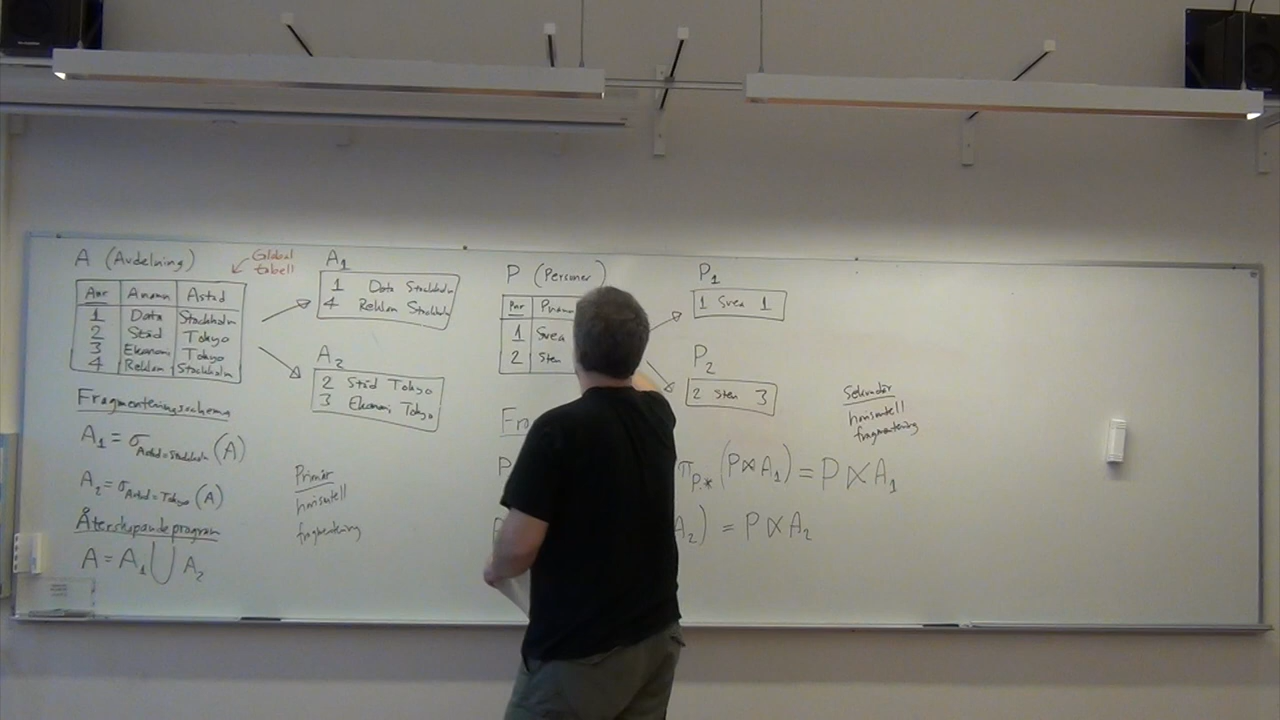 A (Avdelning)
Global
tabell
Anr Anamn Astad
1 Data Stockholm
2 Städ Tokyo
3 Ekonomi Tokyo
4 Reklam Stockholm
A1
1 Data Stockholm
4 Reklam Stockholm
A2
2 Städ Tokyo
3 Ekonomi Tokyo
Fragmenteringsschema
A1 = σAstad=Stockholm (A)
A2 = σAstad=Tokyo (A)
Återskapandeprogram
A = A1 ∪ A2
Primär
horisontell
fragmentering
P (Personer)
Pnr Pnamn
1 Svea
2 Sten
P1
1 Svea 1
P2
2 Sten 3
Fra
P
πP.* (P⋈A1) = P⋉A1
A2) = P⋉A2
Sekundär
horisontell
fragmentering